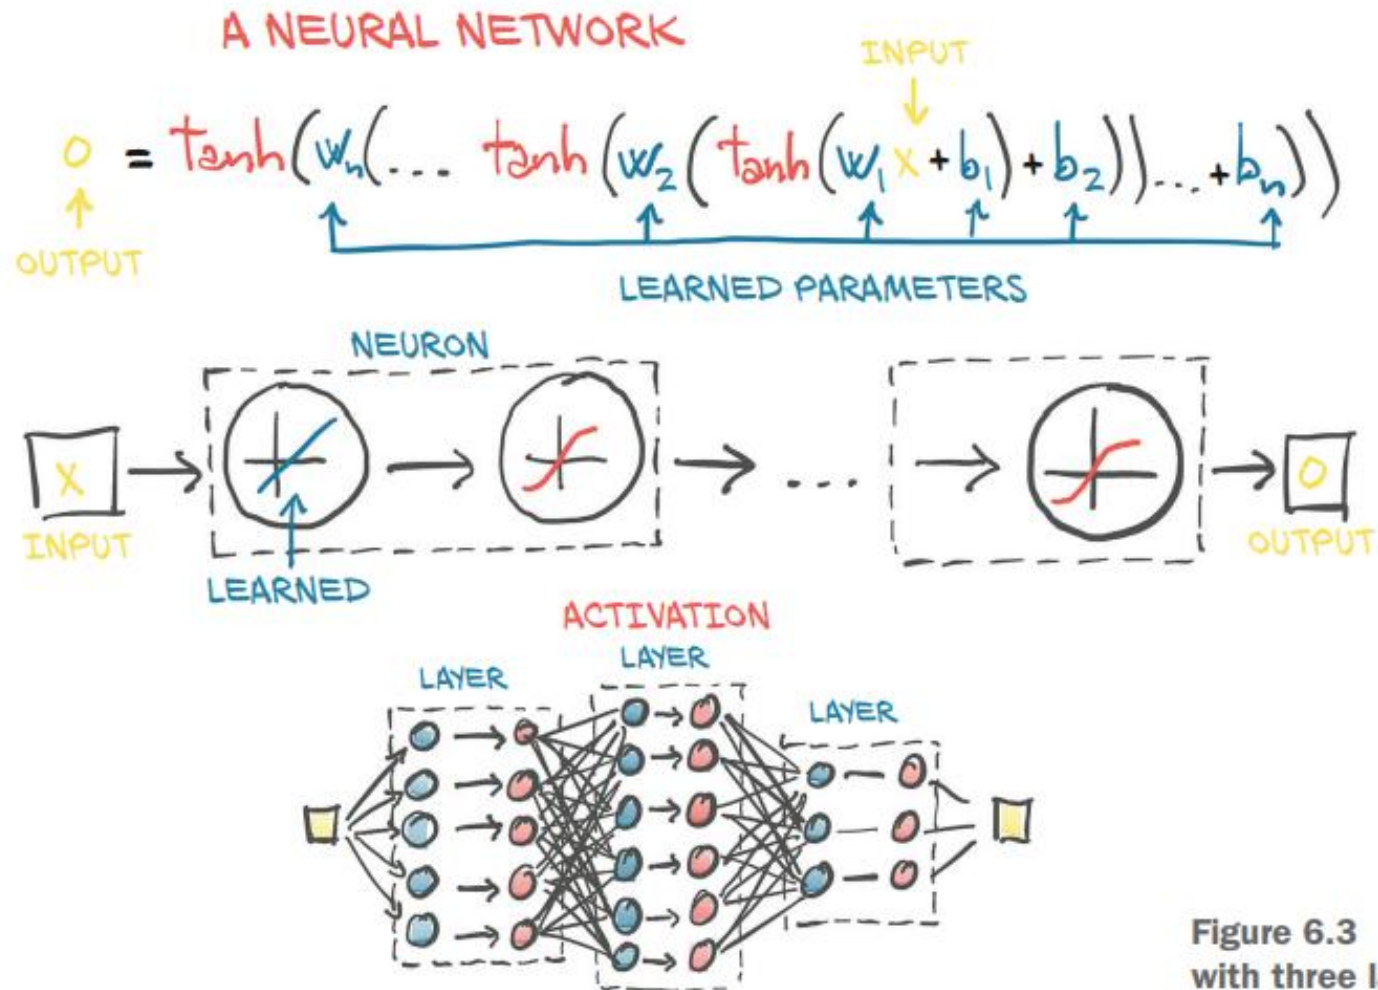 A NEURAL NETWORK
INPUT
O = tanh(wn(.... tanh(w2(tanh(w1 x + b1) + b2))... + bn))
OUTPUT
LEARNED PARAMETERS
NEURON
X
O
INPUT
OUTPUT
LEARNED
ACTIVATION
LAYER
LAYER
LAYER
Figure 6.3
with three l